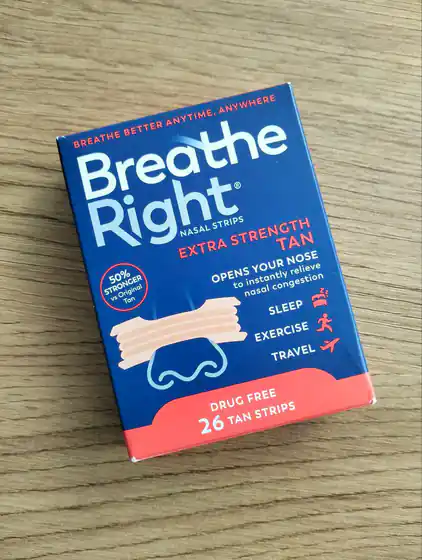 BREATHE BETTER ANYTIME, ANYWHERE
Breathe
Right®
NASAL STRIPS
EXTRA STRENGTH
TAN
50%
STRONGER
vs Original
Tan
OPENS YOUR NOSE
to instantly relieve
nasal congestion
SLEEP
EXERCISE
TRAVEL
DRUG FREE
26 TAN STRIPS